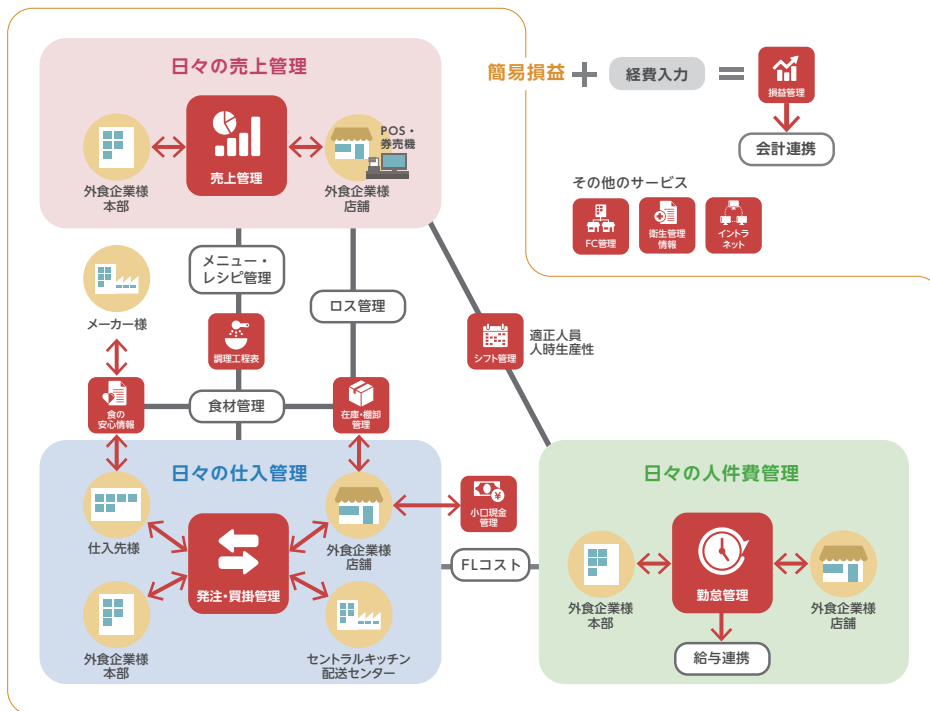 日々の売上管理
外食企業様
本部
売上管理
POS・
券売機
外食企業様
店舗
簡易損益
経費入力
損益管理
会計連携
その他のサービス
FC管理
衛生管理
情報
イントラ
ネット
メーカー様
メニュー・
レシピ管理
ロス管理
調理工程表
シフト管理
適正人員
人時生産性
食の
安心情報
食材管理
在庫・棚卸
管理
日々の仕入管理
仕入先様
発注・買掛管理
外食企業様
店舗
外食企業様
本部
セントラルキッチン
配送センター
小口現金
管理
FLコスト
日々の人件費管理
外食企業様
本部
勤怠管理
外食企業様
店舗
給与連携